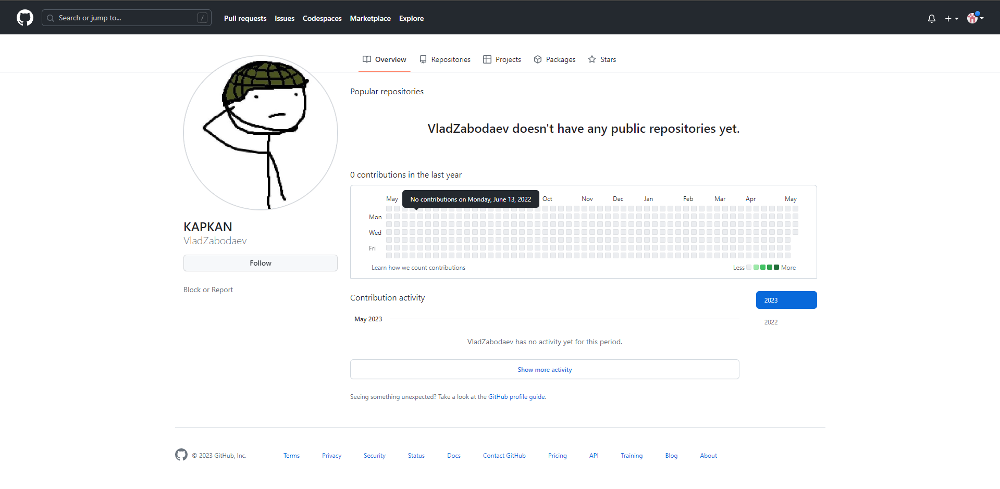 Search or jump to... /
Pull requests Issues Codespaces Marketplace Explore
Overview Repositories Projects Packages Stars
Popular repositories
VladZabodaev doesn't have any public repositories yet.
0 contributions in the last year
May Oct Nov Dec Jan Feb Mar Apr May
No contributions on Monday, June 13, 2022
Mon
Wed
Fri
Learn how we count contributions
Less More
KAPKAN
VladZabodaev
Follow
Block or Report
Contribution activity
2023
2022
May 2023
VladZabodaev has no activity yet for this period.
Show more activity
Seeing something unexpected? Take a look at the GitHub profile guide.
© 2023 GitHub, Inc.
Terms Privacy Security Status Docs Contact GitHub Pricing API Training Blog About